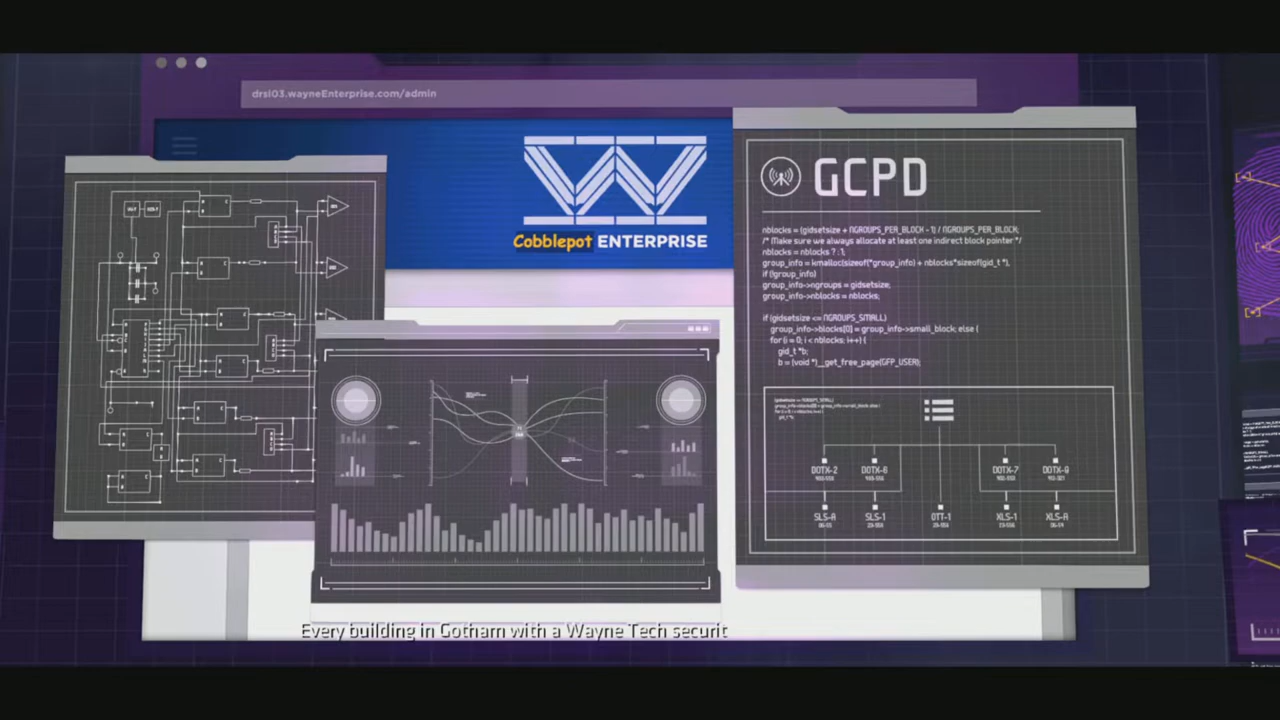 drsl03.wayneEnterprise.com/admin
Cobblepot ENTERPRISE
GCPD
nblocks = (gidsetsize + NGROUPS_PER_BLOCK - 1) / NGROUPS_PER_BLOCK;
/* Make sure we always allocate at least one indirect block pointer */
nblocks = nblocks ? : 1;
group_info = kmalloc(sizeof(*group_info) + nblocks*sizeof(gid_t *),
if (!group_info)
group_info->ngroups = gidsetsize;
group_info->nblocks = nblocks;
if (gidsetsize <= NGROUPS_SMALL)
group_info->blocks[0] = group_info->small_block; else {
for (i = 0; i < nblocks; i++) {
gid_t *b;
b = (void *)__get_free_page(GFP_USER);
DOTX-2 DOTX-6 DOTX-7 DOTX-9
SLS-A SLS-1 OTT-1 XLS-1 XLS-A
Every building in Gotham with a Wayne Tech securit